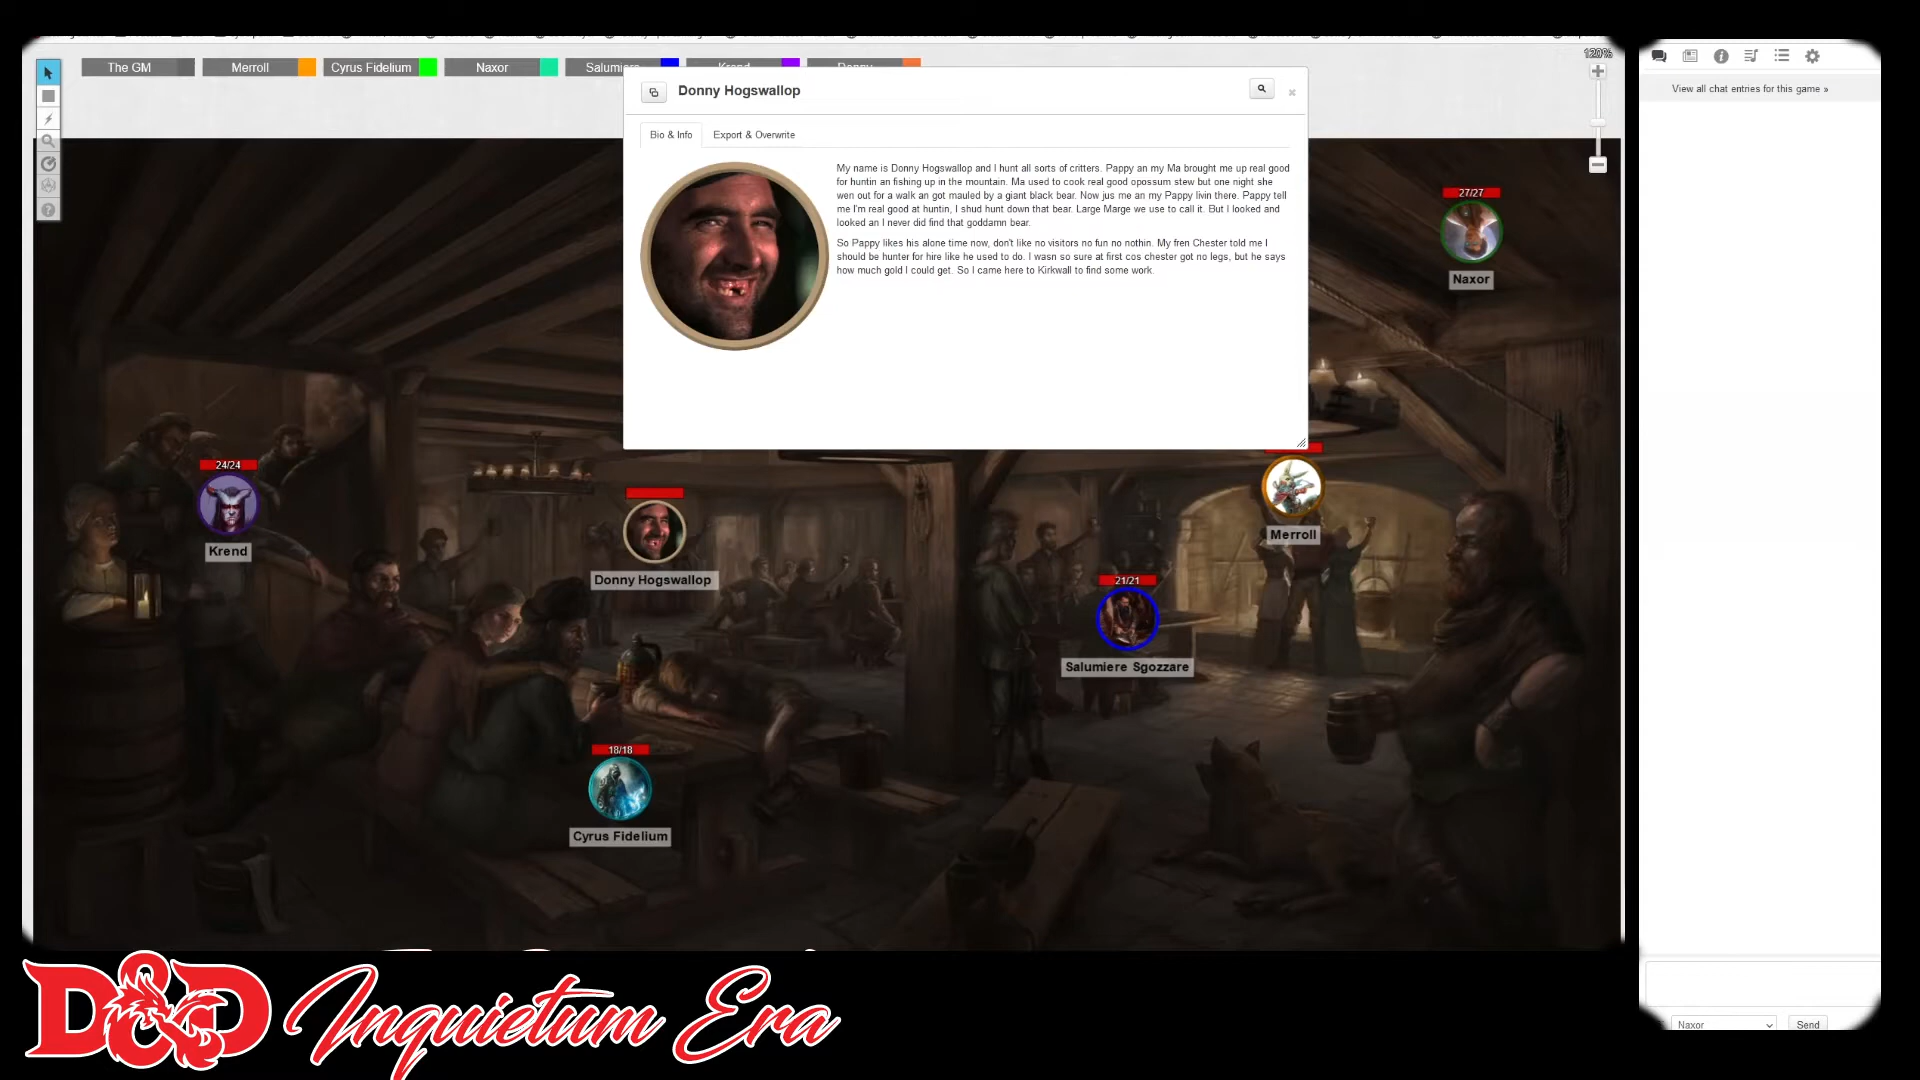 120%
The GM
Merroll
Cyrus Fidelium
Naxor
Salumiere
Krend
Donny
View all chat entries for this game »
Donny Hogswallop
Bio & Info
Export & Overwrite
My name is Donny Hogswallop and I hunt all sorts of critters. Pappy an my Ma brought me up real good
for huntin an fishing up in the mountain. Ma used to cook real good opossum stew but one night she
wen out for a walk an got mauled by a giant black bear. Now jus me an my Pappy livin there. Pappy tell
me I'm real good at huntin, I shud hunt down that bear. Large Marge we use to call it. But I looked and
looked an I never did find that goddamn bear.
So Pappy likes his alone time now, don't like no visitors no fun no nothin. My fren Chester told me I
should be hunter for hire like he used to do. I wasn so sure at first cos chester got no legs, but he says
how much gold I could get. So I came here to Kirkwall to find some work.
27/27
Naxor
24/24
Krend
Donny Hogswallop
Merroll
21/21
Salumiere Sgozzare
18/18
Cyrus Fidelium
D&D Inquietum Era
Naxor
Send